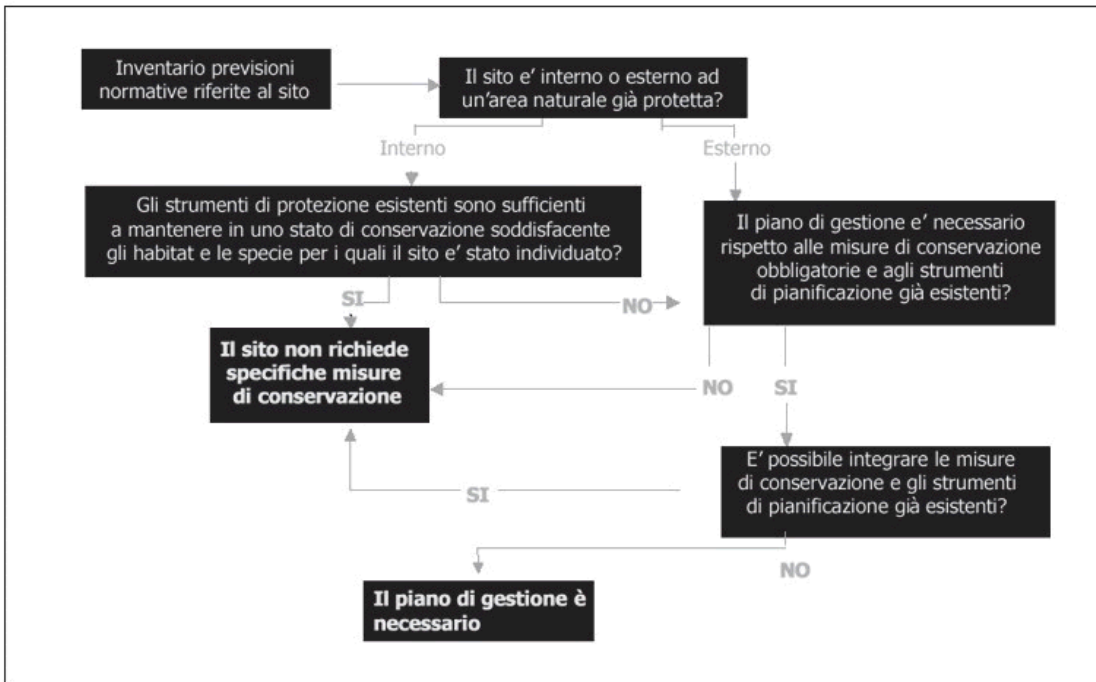 Inventario previsioni
normative riferite al sito
Il sito e' interno o esterno ad
un'area naturale già protetta?
Interno
Esterno
Gli strumenti di protezione esistenti sono sufficienti
a mantenere in uno stato di conservazione soddisfacente
gli habitat e le specie per i quali il sito e' stato individuato?
Il piano di gestione e' necessario
rispetto alle misure di conservazione
obbligatorie e agli strumenti
di pianificazione già esistenti?
SI
NO
Il sito non richiede
specifiche misure
di conservazione
NO
SI
E' possibile integrare le misure
di conservazione e gli strumenti
di pianificazione già esistenti?
SI
NO
Il piano di gestione è
necessario